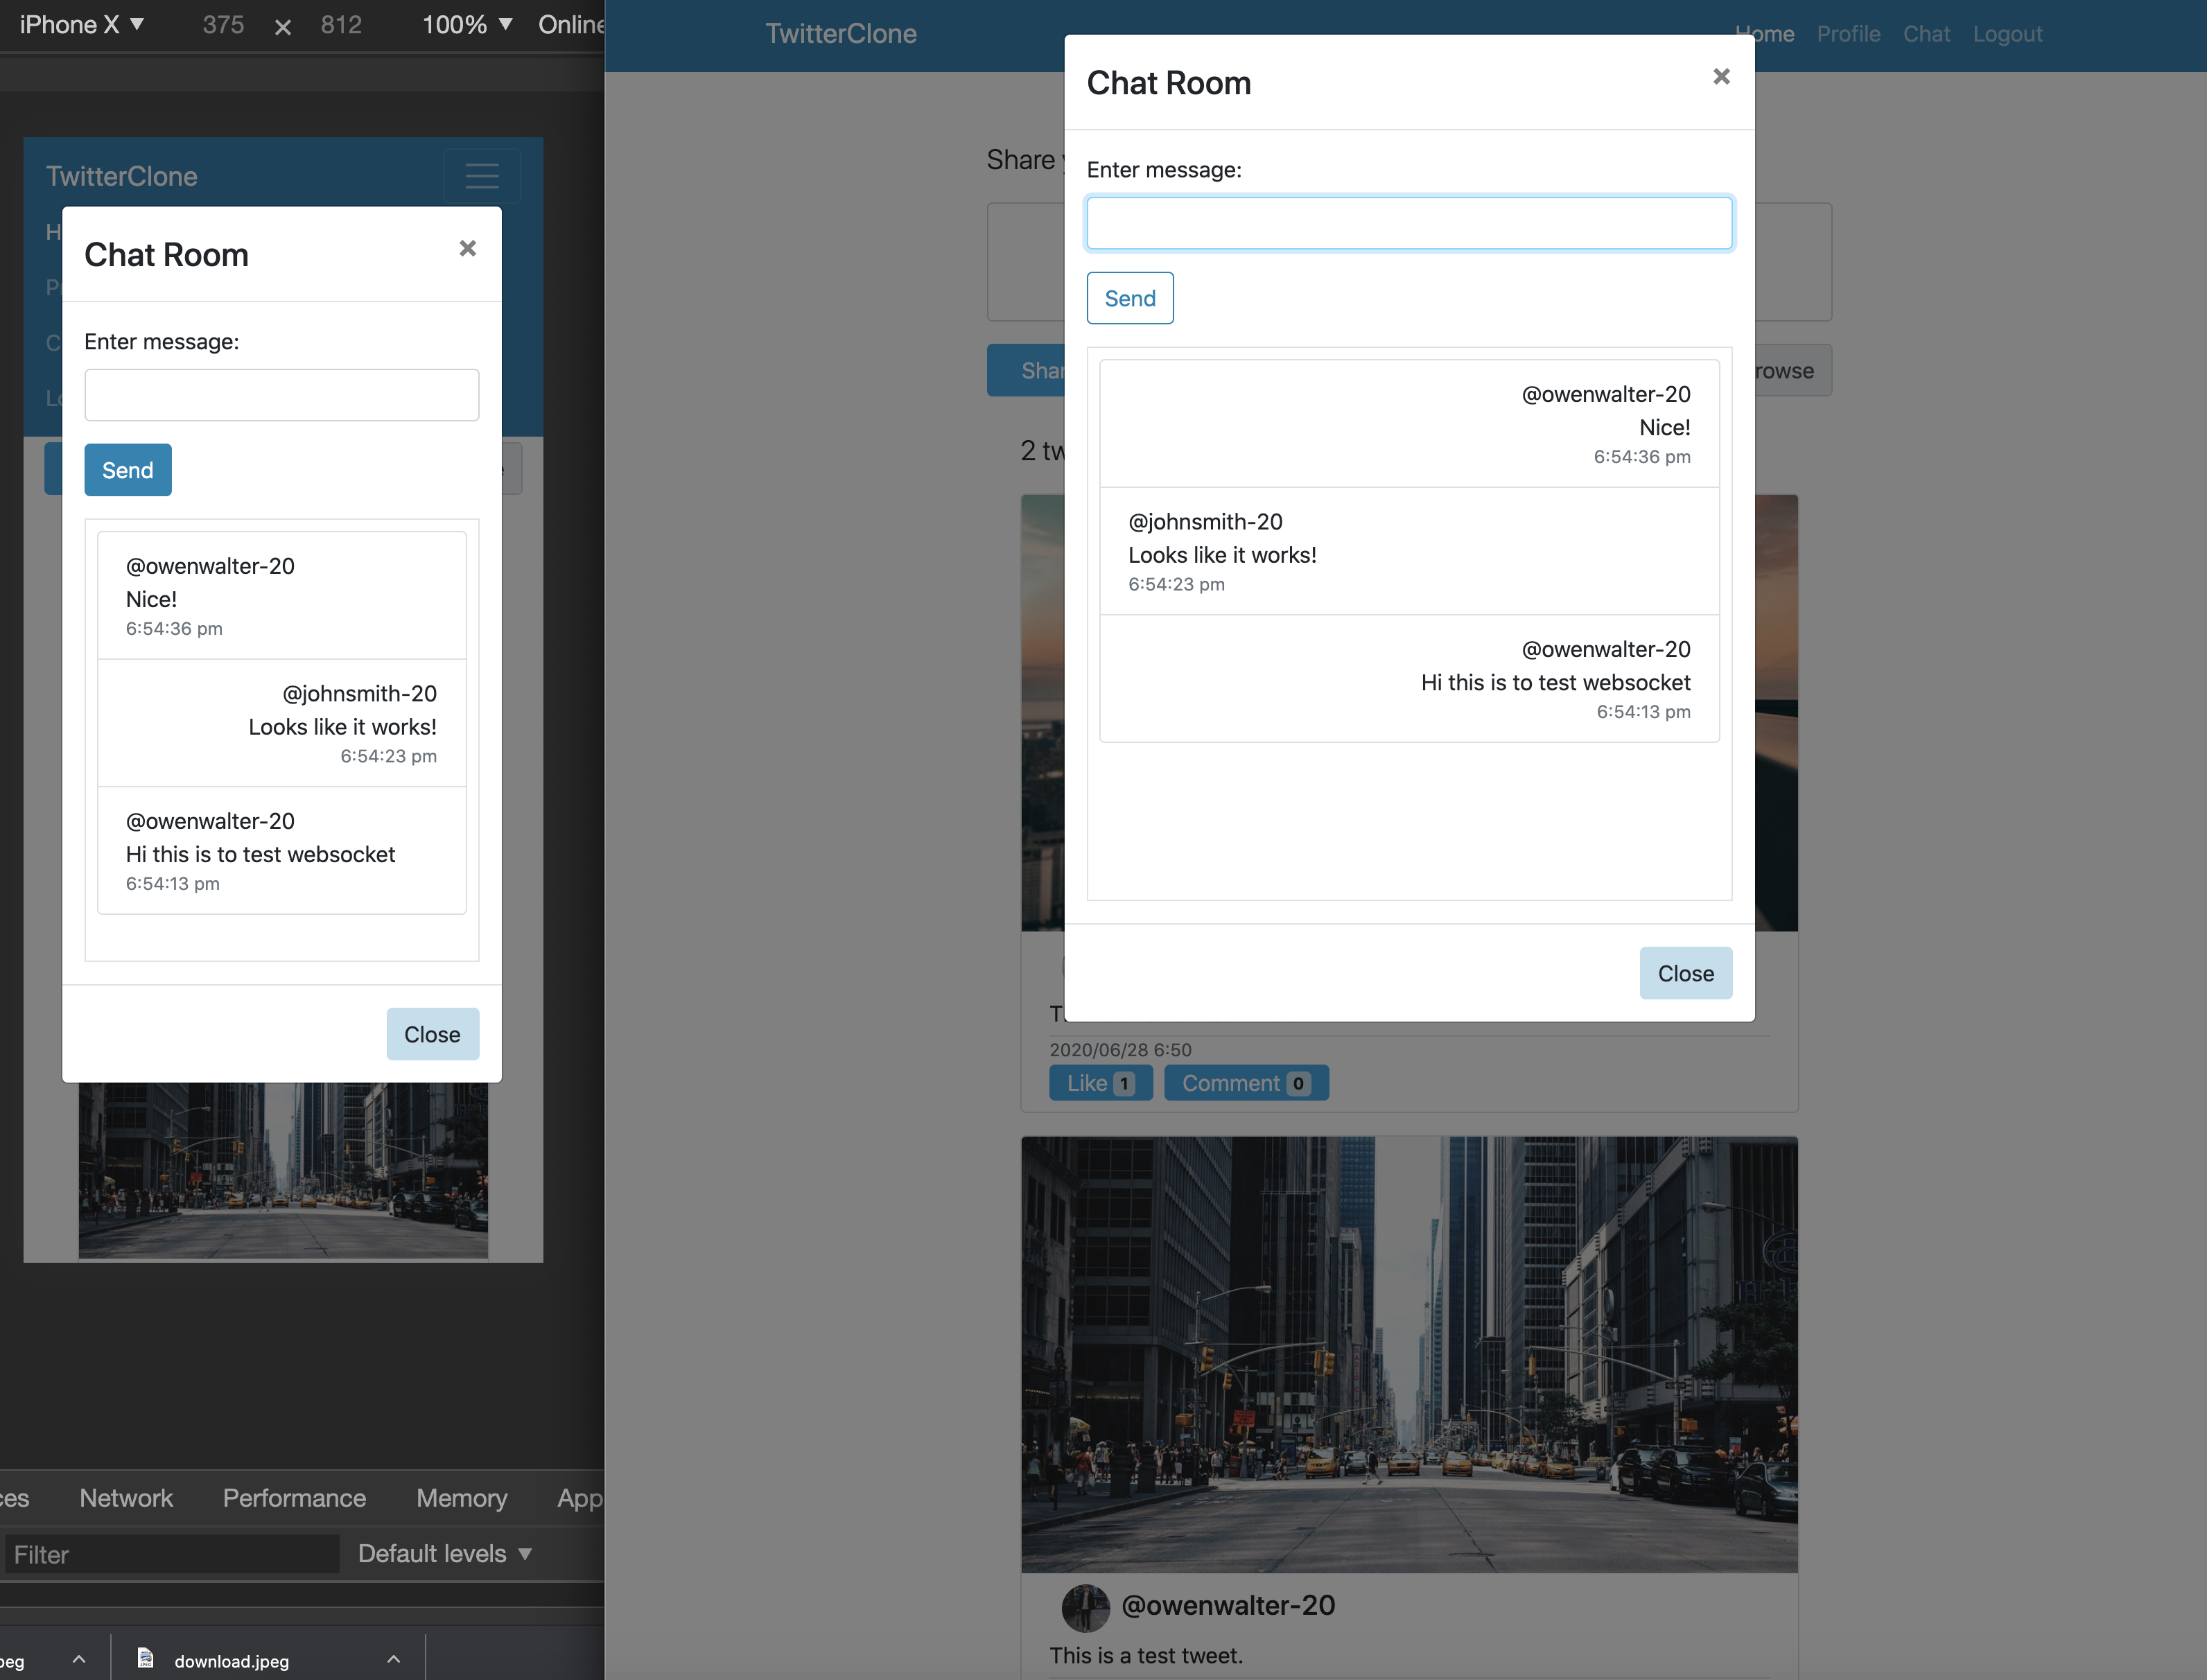 iPhone X ▼ 375 × 812 100% ▼ Online
TwitterClone
Chat Room ×
Enter message:
Send
@owenwalter-20
Nice!
6:54:36 pm
@johnsmith-20
Looks like it works!
6:54:23 pm
@owenwalter-20
Hi this is to test websocket
6:54:13 pm
Close
Network Performance Memory App
Filter Default levels ▼
peg download.jpeg
TwitterClone Home Profile Chat Logout
Chat Room ×
Share
Enter message:
Send
Shar
rowse
@owenwalter-20
Nice!
6:54:36 pm
2 tw
@johnsmith-20
Looks like it works!
6:54:23 pm
@owenwalter-20
Hi this is to test websocket
6:54:13 pm
Close
2020/06/28 6:50
Like 1 Comment 0
@owenwalter-20
This is a test tweet.